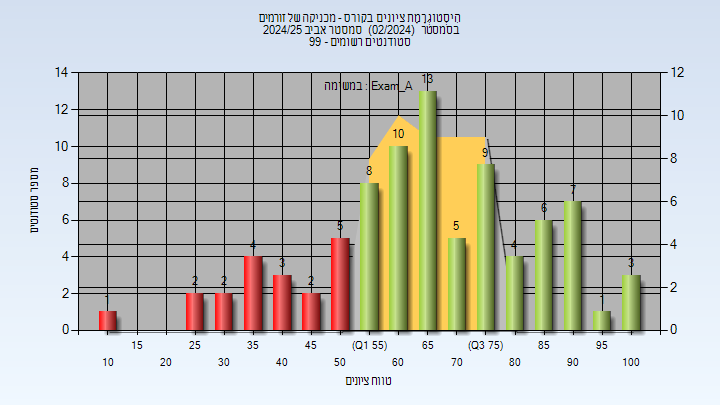 היסטוגרמת ציונים בקורס - מכניקה של זורמים
בסמסטר (02/2024) סמסטר אביב 2024/25
סטודנטים רשומים - 99
במשימה : Exam_A
מספר סטודנטים
14 12 10 8 6 4 2 0
12 10 8 6 4 2 0
1 2 2 4 3 2 5 8 10 13 5 9 4 6 7 1 3
15 25 35 45 (Q1 55) 65 (Q3 75) 85 95
10 20 30 40 50 60 70 80 90 100
טווח ציונים